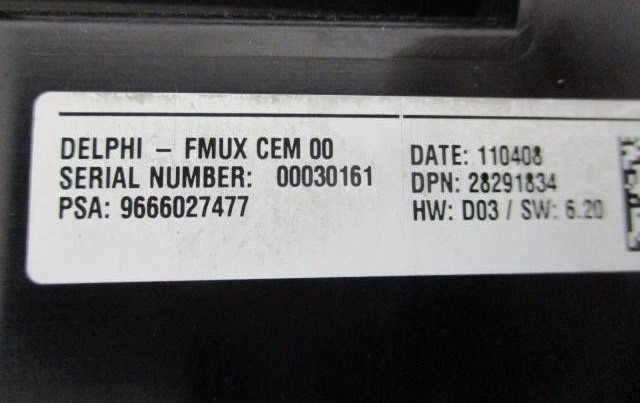 DELPHI – FMUX CEM 00
SERIAL NUMBER: 00030161
PSA: 9666027477
DATE: 110408
DPN: 28291834
HW: D03 / SW: 6.20